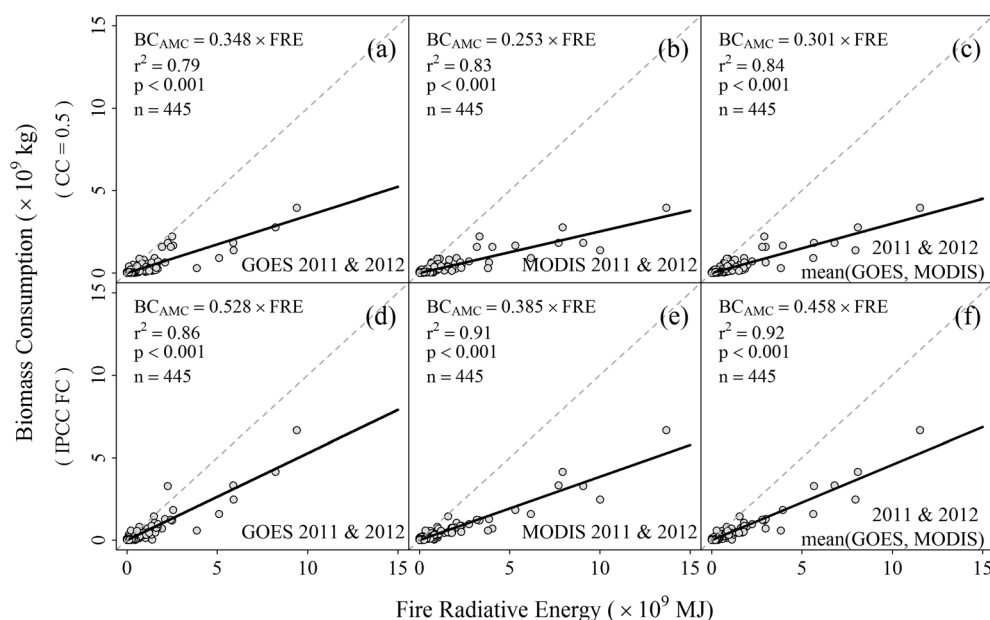 Biomass Consumption ( × 10⁹ kg)
( CC = 0.5 )
( IPCC FC )
15
10
5
0
BC_AMC = 0.348 × FRE
r² = 0.79
p < 0.001
n = 445
(a)
GOES 2011 & 2012
BC_AMC = 0.253 × FRE
r² = 0.83
p < 0.001
n = 445
(b)
MODIS 2011 & 2012
BC_AMC = 0.301 × FRE
r² = 0.84
p < 0.001
n = 445
(c)
2011 & 2012
mean(GOES, MODIS)
15
10
5
0
BC_AMC = 0.528 × FRE
r² = 0.86
p < 0.001
n = 445
(d)
GOES 2011 & 2012
BC_AMC = 0.385 × FRE
r² = 0.91
p < 0.001
n = 445
(e)
MODIS 2011 & 2012
BC_AMC = 0.458 × FRE
r² = 0.92
p < 0.001
n = 445
(f)
2011 & 2012
mean(GOES, MODIS)
0 5 10 15 0 5 10 15 0 5 10 15
Fire Radiative Energy ( × 10⁹ MJ)